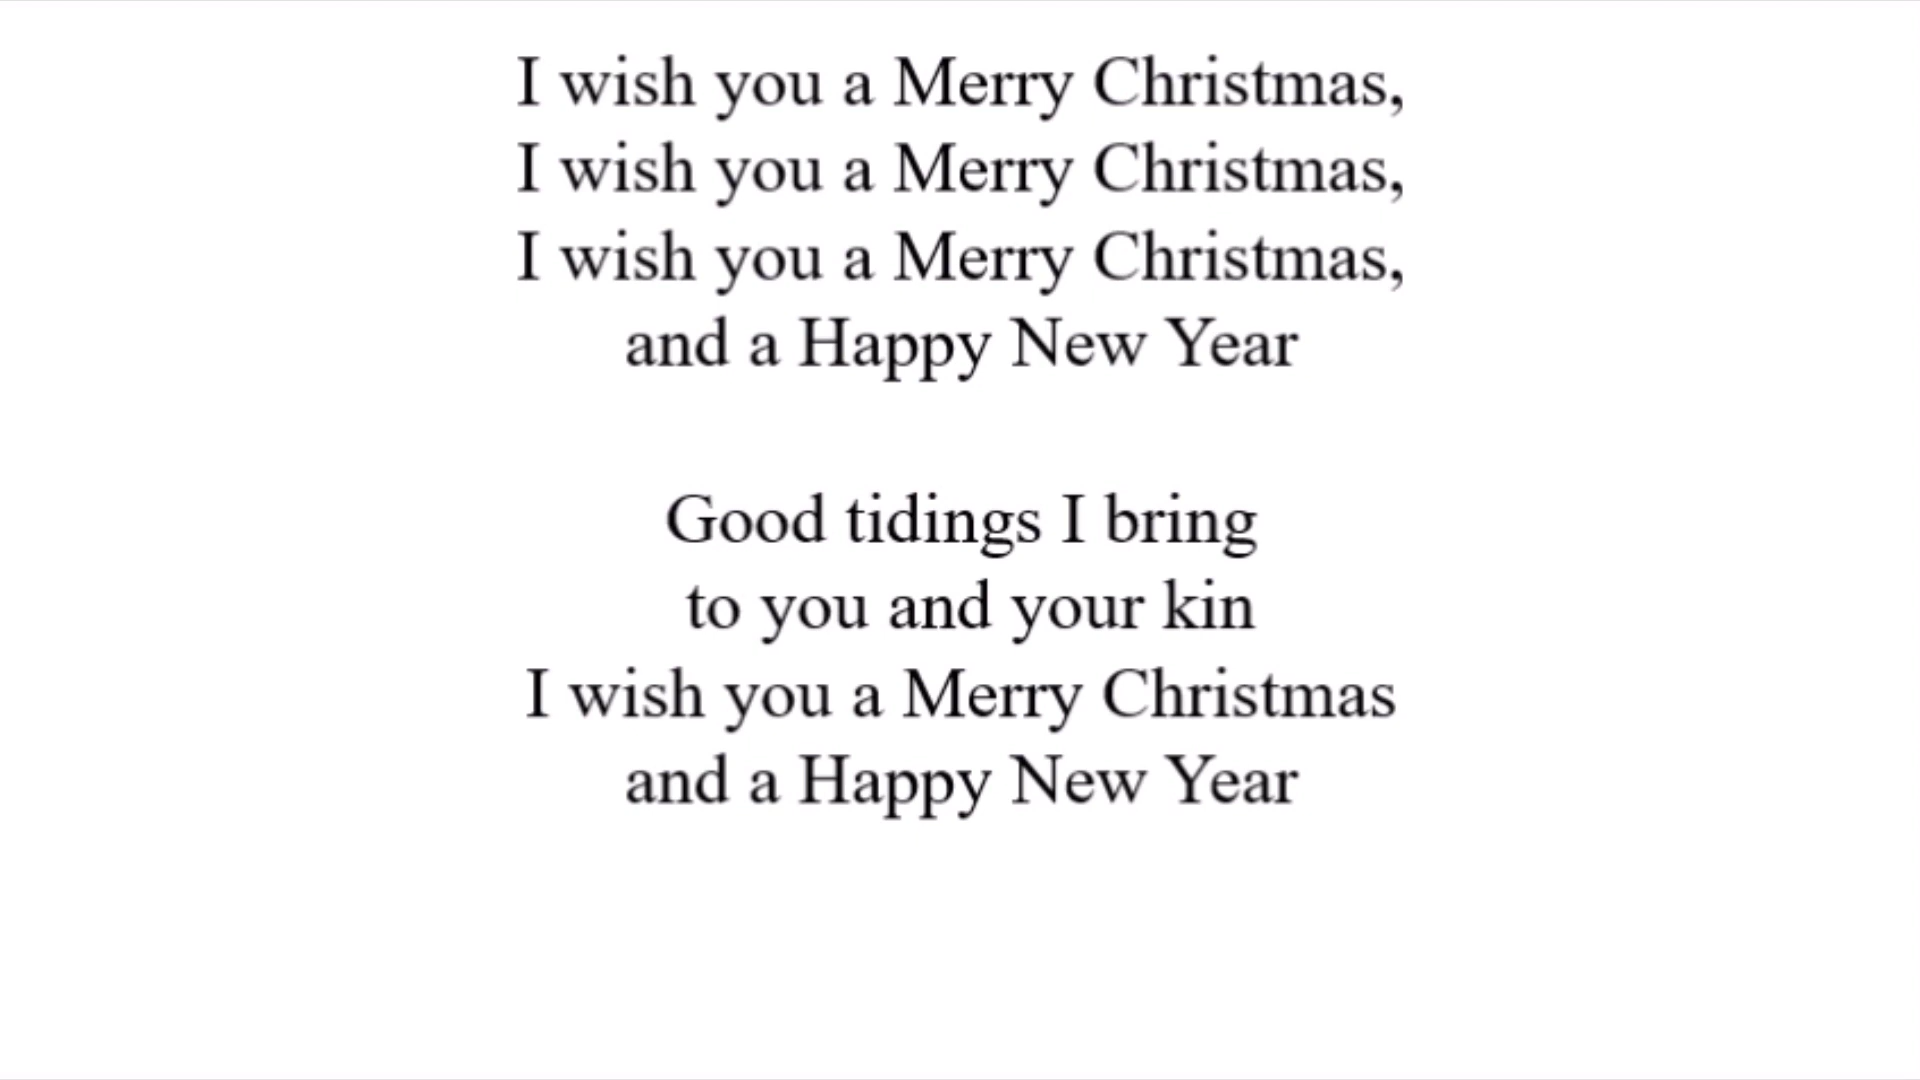 I wish you a Merry Christmas,
I wish you a Merry Christmas,
I wish you a Merry Christmas,
and a Happy New Year
Good tidings I bring
to you and your kin
I wish you a Merry Christmas
and a Happy New Year